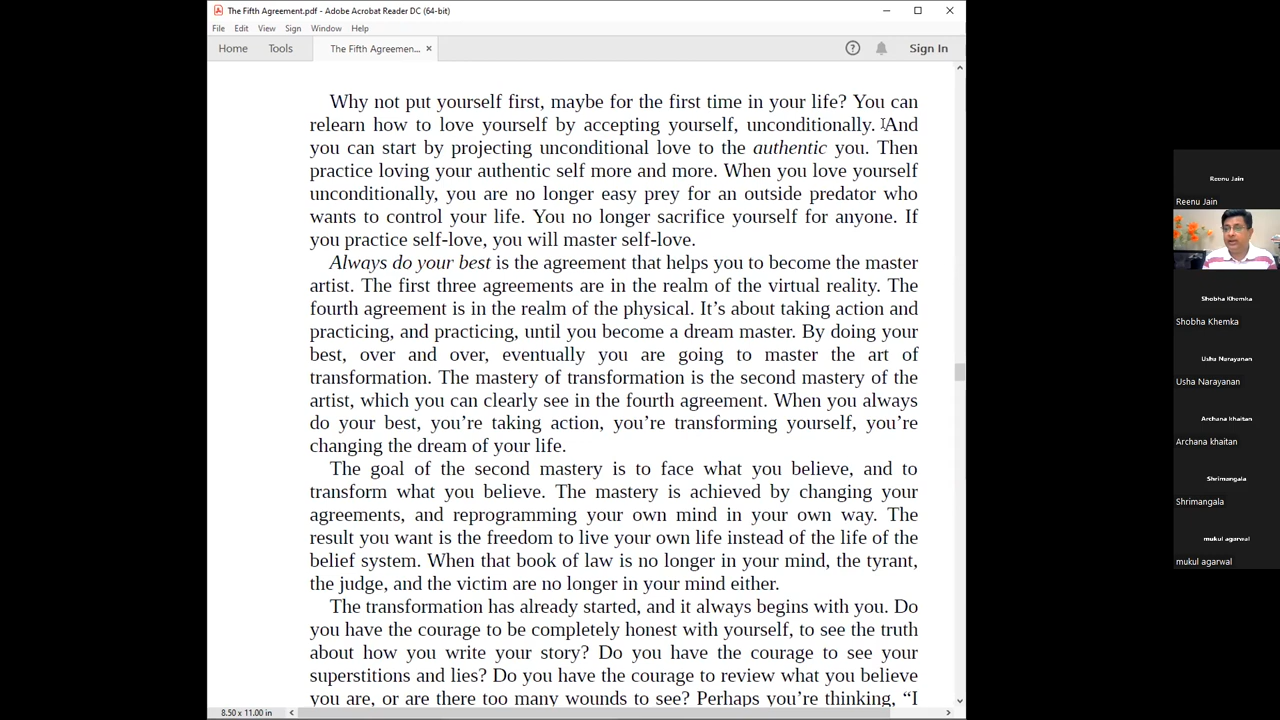 The Fifth Agreement.pdf - Adobe Acrobat Reader DC (64-bit)
File Edit View Sign Window Help
Home Tools The Fifth Agreemen... × Sign In
Why not put yourself first, maybe for the first time in your life? You can
relearn how to love yourself by accepting yourself, unconditionally. And
you can start by projecting unconditional love to the authentic you. Then
practice loving your authentic self more and more. When you love yourself
unconditionally, you are no longer easy prey for an outside predator who
wants to control your life. You no longer sacrifice yourself for anyone. If
you practice self-love, you will master self-love.
Always do your best is the agreement that helps you to become the master
artist. The first three agreements are in the realm of the virtual reality. The
fourth agreement is in the realm of the physical. It’s about taking action and
practicing, and practicing, until you become a dream master. By doing your
best, over and over, eventually you are going to master the art of
transformation. The mastery of transformation is the second mastery of the
artist, which you can clearly see in the fourth agreement. When you always
do your best, you’re taking action, you’re transforming yourself, you’re
changing the dream of your life.
The goal of the second mastery is to face what you believe, and to
transform what you believe. The mastery is achieved by changing your
agreements, and reprogramming your own mind in your own way. The
result you want is the freedom to live your own life instead of the life of the
belief system. When that book of law is no longer in your mind, the tyrant,
the judge, and the victim are no longer in your mind either.
The transformation has already started, and it always begins with you. Do
you have the courage to be completely honest with yourself, to see the truth
about how you write your story? Do you have the courage to see your
superstitions and lies? Do you have the courage to review what you believe
you are, or are there too many wounds to see? Perhaps you’re thinking, “I
8.50 x 11.00 in
Reenu Jain
Reenu Jain
Shobha Khemka
Shobha Khemka
Usha Narayanan
Usha Narayanan
Archana khaitan
Archana khaitan
Shrimangala
Shrimangala
mukul agarwal
mukul agarwal